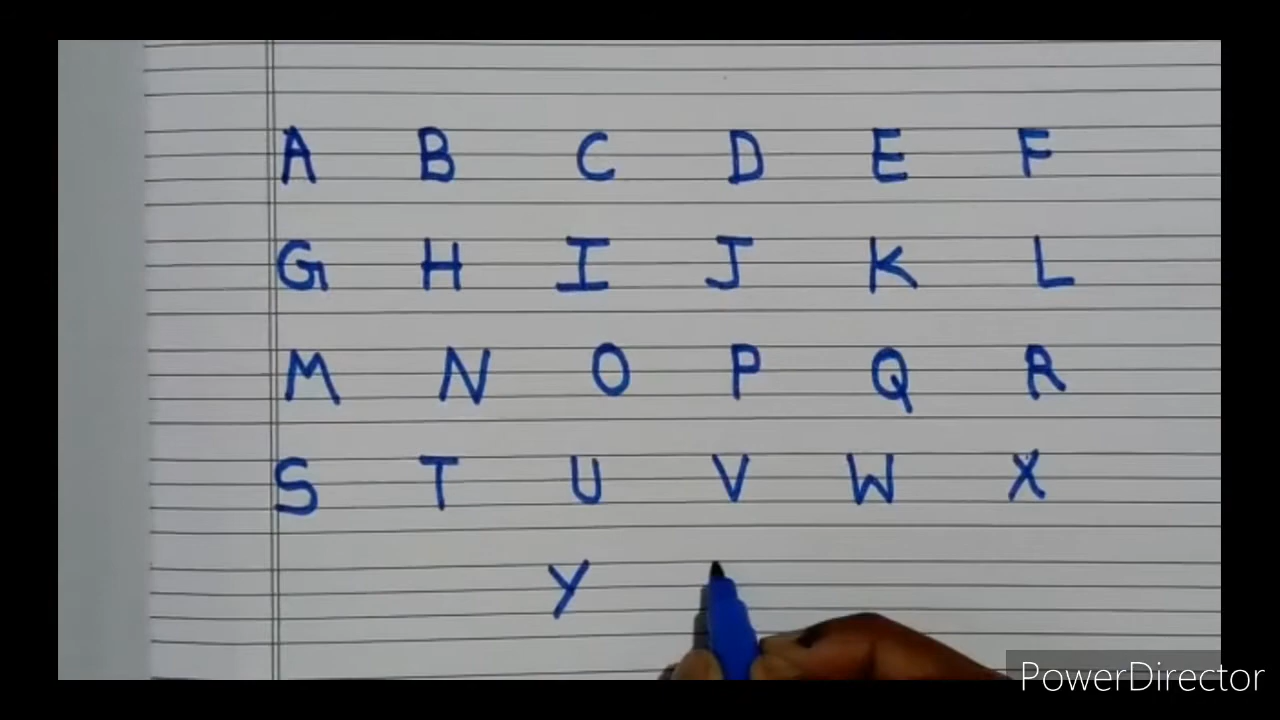 A B C D E F
G H I J K L
M N O P Q R
S T U V W X
Y
PowerDirector